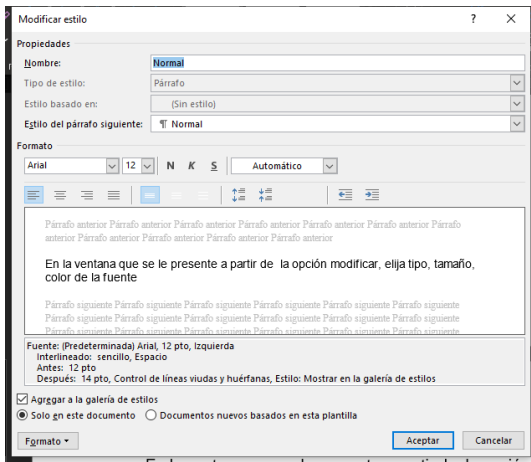 Modificar estilo ? X
Propiedades
Nombre: Normal
Tipo de estilo: Párrafo
Estilo basado en: (Sin estilo)
Estilo del párrafo siguiente: ¶ Normal
Formato
Arial 12 N K S Automático
Párrafo anterior Párrafo anterior Párrafo anterior Párrafo anterior Párrafo anterior Párrafo anterior Párrafo
anterior Párrafo anterior Párrafo anterior Párrafo anterior Párrafo anterior
En la ventana que se le presente a partir de la opción modificar, elija tipo, tamaño,
color de la fuente
Párrafo siguiente Párrafo siguiente Párrafo siguiente Párrafo siguiente Párrafo siguiente Párrafo siguiente
Párrafo siguiente Párrafo siguiente Párrafo siguiente Párrafo siguiente Párrafo siguiente Párrafo siguiente
Párrafo siguiente Párrafo siguiente Párrafo siguiente Párrafo siguiente Párrafo siguiente Párrafo siguiente
Fuente: (Predeterminada) Arial, 12 pto, Izquierda
Interlineado: sencillo, Espacio
Antes: 12 pto
Después: 14 pto, Control de líneas viudas y huérfanas, Estilo: Mostrar en la galería de estilos
Agregar a la galería de estilos
Solo en este documento Documentos nuevos basados en esta plantilla
Formato Aceptar Cancelar